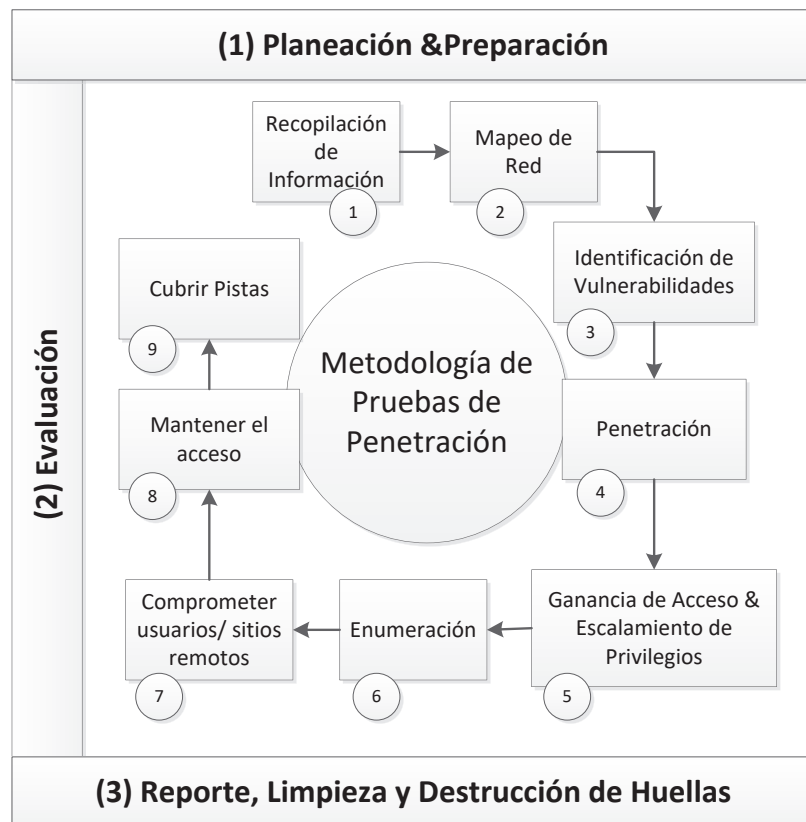 (1) Planeación &Preparación
(2) Evaluación
Recopilación
de
Información
1
Mapeo de
Red
2
Identificación de
Vulnerabilidades
3
Penetración
4
Ganancia de Acceso &
Escalamiento de
Privilegios
5
Enumeración
6
Comprometer
usuarios/ sitios
remotos
7
Mantener el
acceso
8
Cubrir Pistas
9
Metodología de
Pruebas de
Penetración
(3) Reporte, Limpieza y Destrucción de Huellas